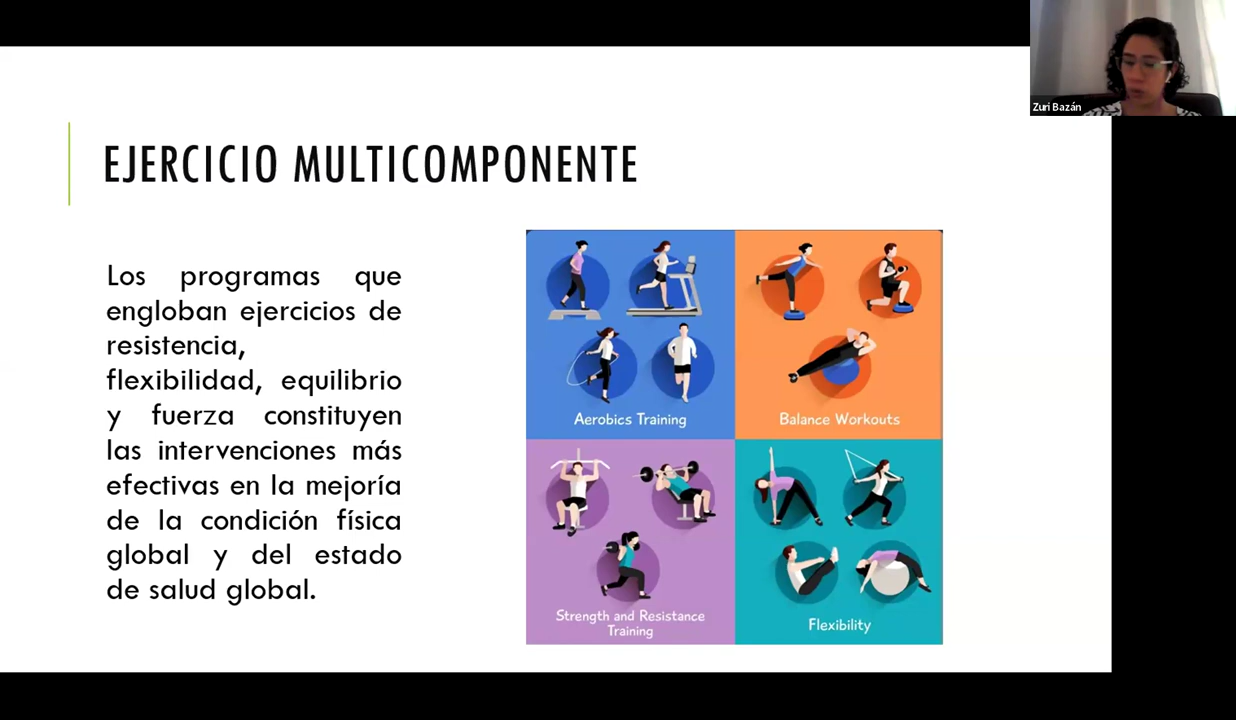 Zuri Bazán
EJERCICIO MULTICOMPONENTE
Los programas que
engloban ejercicios de
resistencia,
flexibilidad, equilibrio
y fuerza constituyen
las intervenciones más
efectivas en la mejoría
de la condición física
global y del estado
de salud global.
Aerobics Training
Balance Workouts
Strength and Resistance
Training
Flexibility